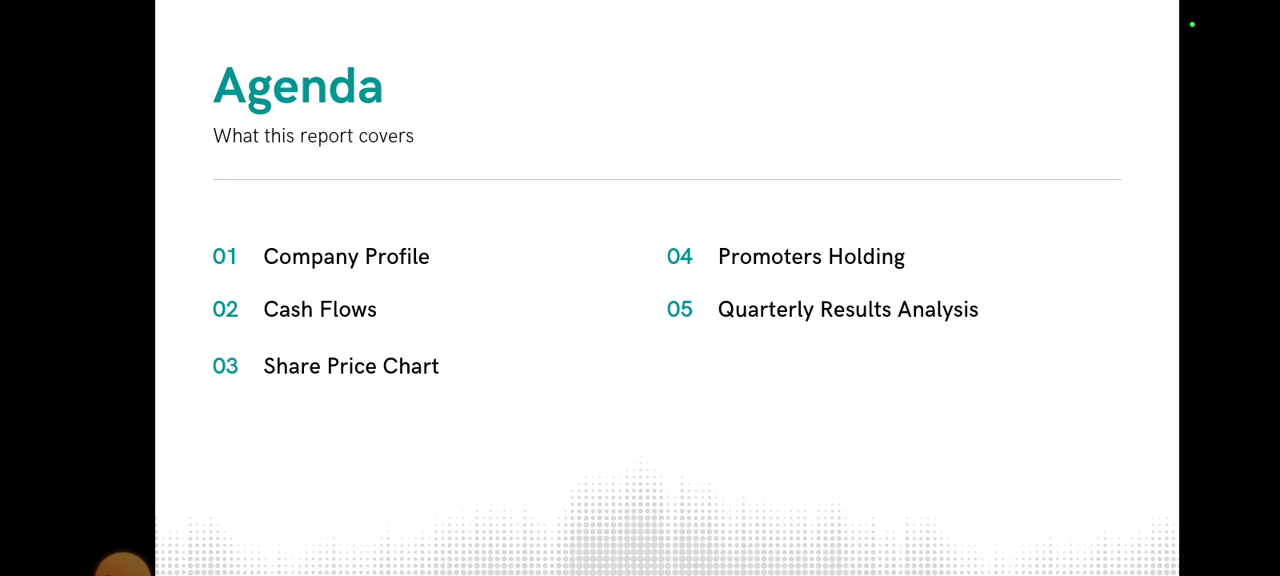 Agenda
What this report covers
01 Company Profile
02 Cash Flows
03 Share Price Chart
04 Promoters Holding
05 Quarterly Results Analysis